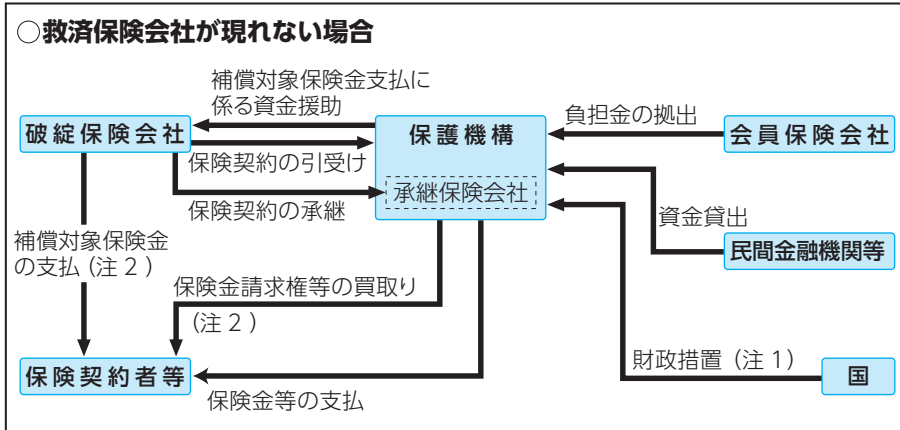 ○救済保険会社が現れない場合
補償対象保険金支払に
係る資金援助
破綻保険会社
保護機構
負担金の拠出
会員保険会社
保険契約の引受け
承継保険会社
保険契約の承継
資金貸出
民間金融機関等
補償対象保険金
の支払（注２）
保険金請求権等の買取り
（注２）
財政措置（注１）
保険契約者等
国
保険金等の支払